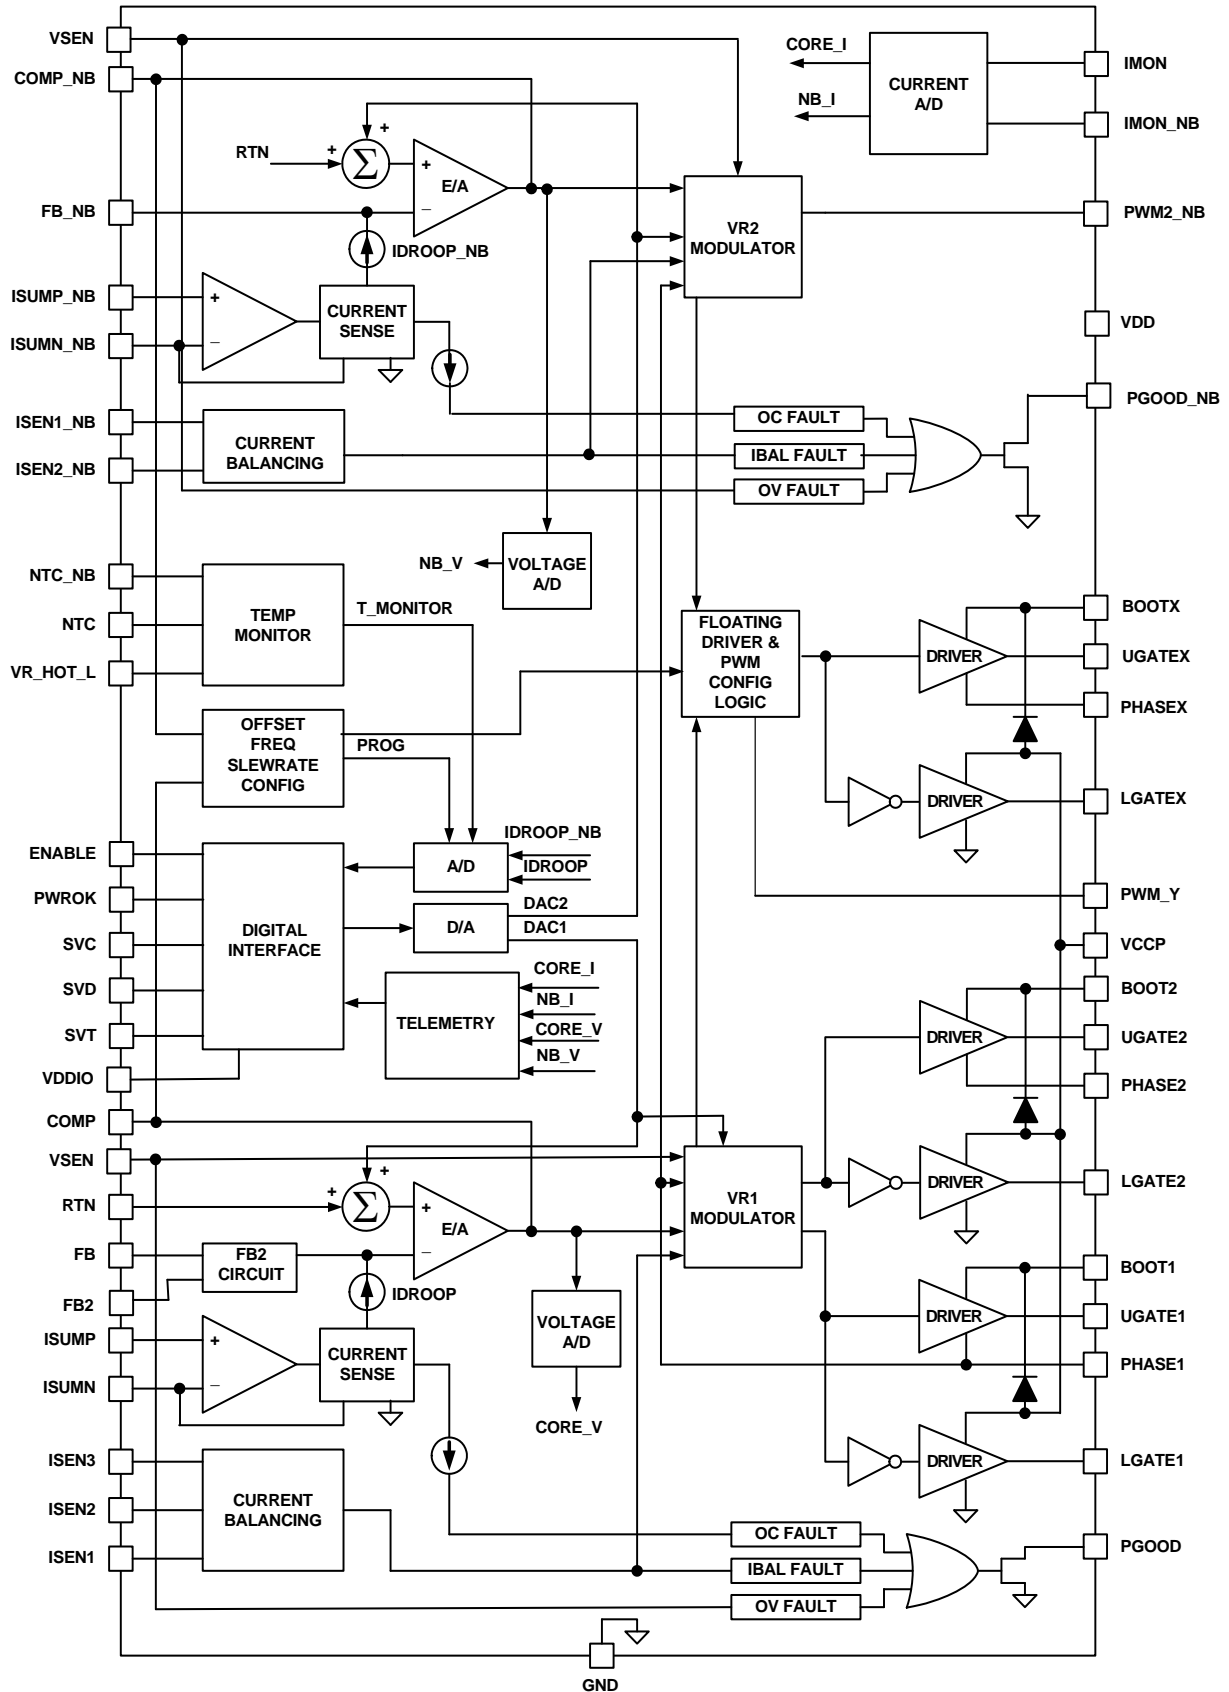 VSEN
COMP_NB
CORE_I
NB_I
CURRENT
A/D
IMON
IMON_NB
RTN
+
+
Σ
+
E/A
–
FB_NB
IDROOP_NB
VR2
MODULATOR
PWM2_NB
ISUMP_NB
ISUMN_NB
+
–
CURRENT
SENSE
VDD
PGOOD_NB
ISEN1_NB
ISEN2_NB
CURRENT
BALANCING
OC FAULT
IBAL FAULT
OV FAULT
NB_V
VOLTAGE
A/D
NTC_NB
NTC
VR_HOT_L
TEMP
MONITOR
T_MONITOR
FLOATING
DRIVER &
PWM
CONFIG
LOGIC
DRIVER
BOOTX
UGATEX
PHASEX
OFFSET
FREQ
SLEWRATE
CONFIG
PROG
DRIVER
LGATEX
ENABLE
PWROK
SVC
SVD
SVT
VDDIO
DIGITAL
INTERFACE
A/D
IDROOP_NB
IDROOP
D/A
DAC2
DAC1
TELEMETRY
CORE_I
NB_I
CORE_V
NB_V
PWM_Y
VCCP
BOOT2
DRIVER
UGATE2
PHASE2
COMP
VSEN
RTN
+
+
Σ
+
E/A
–
VR1
MODULATOR
DRIVER
LGATE2
FB
FB2
FB2
CIRCUIT
IDROOP
VOLTAGE
A/D
CORE_V
BOOT1
DRIVER
UGATE1
PHASE1
ISUMP
ISUMN
+
–
CURRENT
SENSE
DRIVER
LGATE1
ISEN3
ISEN2
ISEN1
CURRENT
BALANCING
OC FAULT
IBAL FAULT
OV FAULT
PGOOD
GND